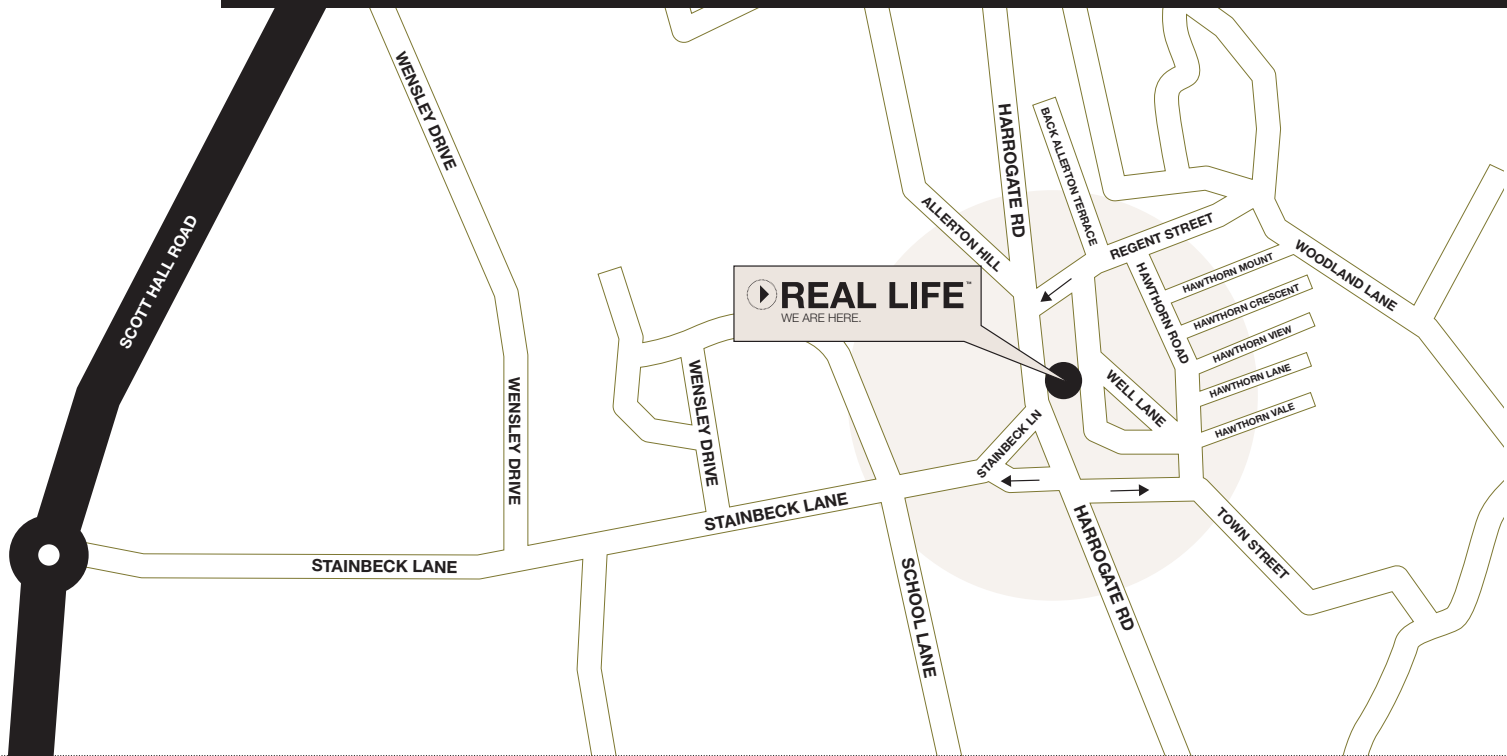 WENSLEY DRIVE
HARROGATE RD
BACK ALLERTON TERRACE
ALLERTON HILL
REGENT STREET
SCOTT HALL ROAD
WOODLAND LANE
HAWTHORN MOUNT
HAWTHORN ROAD
HAWTHORN CRESCENT
REAL LIFE™
WE ARE HERE.
HAWTHORN VIEW
HAWTHORN LANE
WELL LANE
HAWTHORN VALE
WENSLEY DRIVE
WENSLEY DRIVE
STAINBECK LN
STAINBECK LANE
TOWN STREET
HARROGATE RD
STAINBECK LANE
SCHOOL LANE